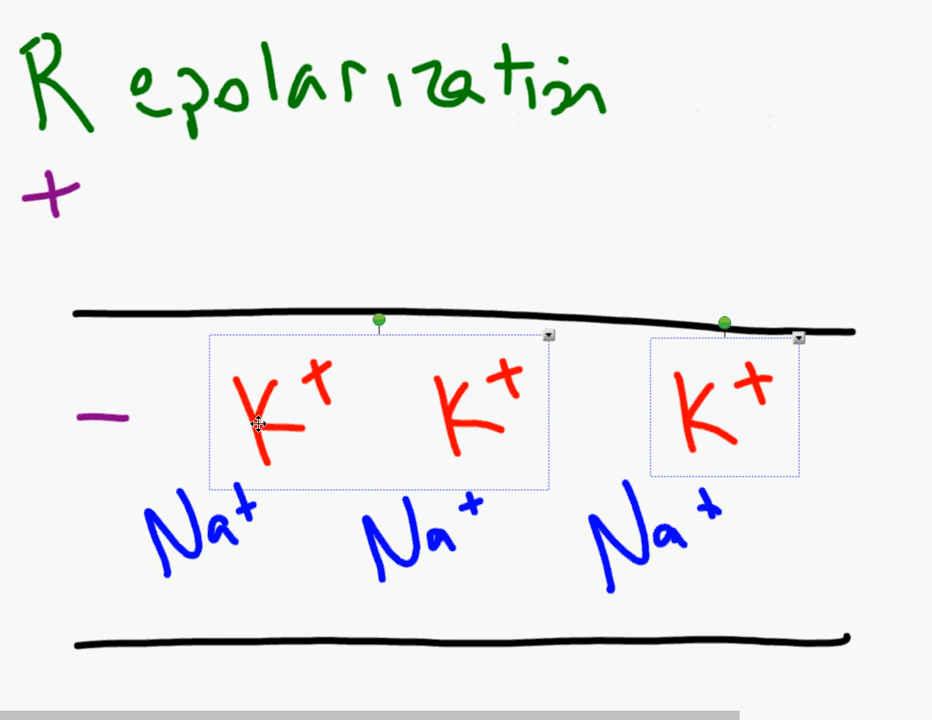 Repolarization
+
- K+ K+ K+
Na+ Na+ Na+